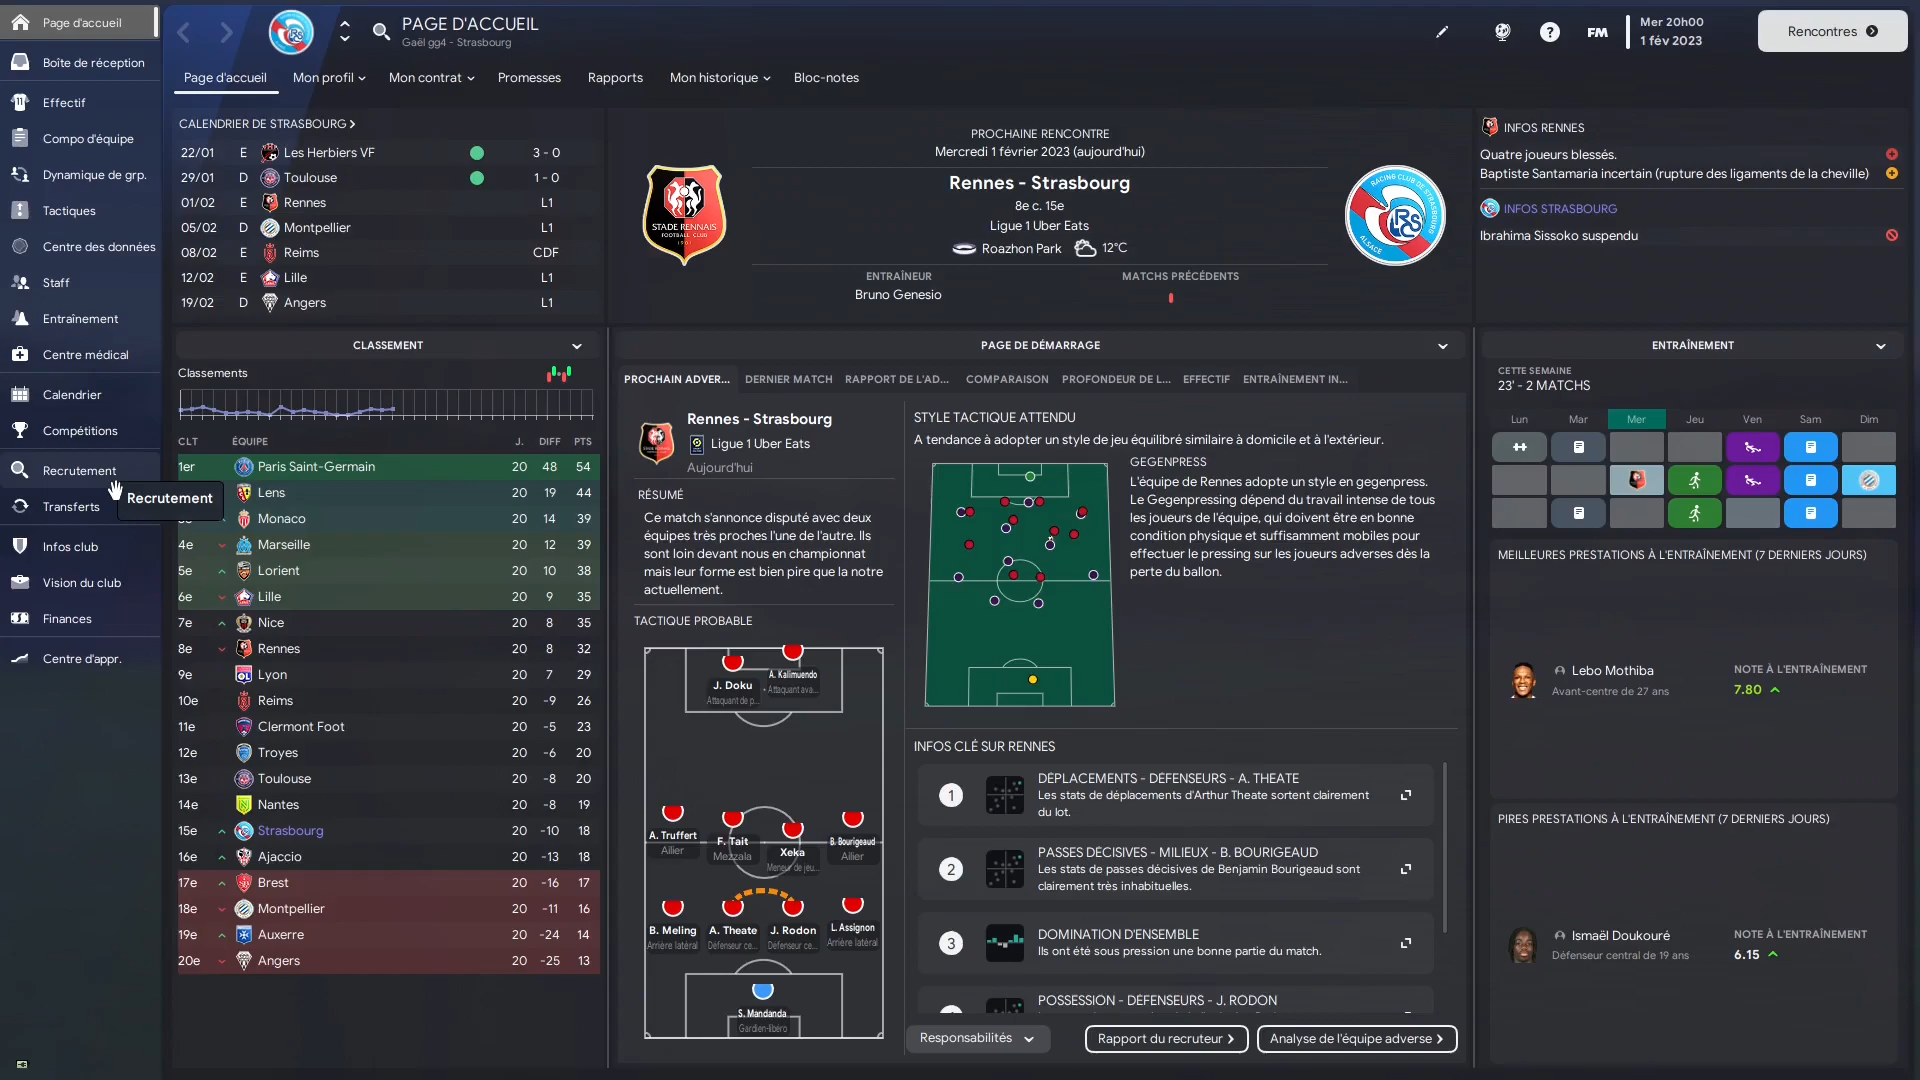 Page d'accueil
Boîte de réception
Effectif
Compo d'équipe
Dynamique de grp.
Tactiques
Centre des données
Staff
Entraînement
Centre médical
Calendrier
Compétitions
Recrutement
Transferts
Recrutement
Infos club
Vision du club
Finances
Centre d'appr.
PAGE D'ACCUEIL
Gaël gg4 - Strasbourg
FM
Mer 20h00
1 fév 2023
Rencontres
Page d'accueil Mon profil Mon contrat Promesses Rapports Mon historique Bloc-notes
CALENDRIER DE STRASBOURG >
22/01 E Les Herbiers VF 3 - 0
29/01 D Toulouse 1 - 0
01/02 E Rennes L1
05/02 D Montpellier L1
08/02 E Reims CDF
12/02 E Lille L1
19/02 D Angers L1
PROCHAINE RENCONTRE
Mercredi 1 février 2023 (aujourd'hui)
Rennes - Strasbourg
8e c. 15e
Ligue 1 Uber Eats
Roazhon Park 12°C
ENTRAÎNEUR
Bruno Genesio
MATCHS PRÉCÉDENTS
STADE RENNAIS
FOOTBALL CLUB
1901
RACING CLUB DE STRASBOURG
RCS
ALSACE
INFOS RENNES
Quatre joueurs blessés.
Baptiste Santamaria incertain (rupture des ligaments de la cheville)
INFOS STRASBOURG
Ibrahima Sissoko suspendu
CLASSEMENT
Classements
CLT ÉQUIPE J. DIFF PTS
1er Paris Saint-Germain 20 48 54
Lens 20 19 44
Monaco 20 14 39
4e Marseille 20 12 39
5e Lorient 20 10 38
6e Lille 20 9 35
7e Nice 20 8 35
8e Rennes 20 8 32
9e Lyon 20 7 29
10e Reims 20 -9 26
11e Clermont Foot 20 -5 23
12e Troyes 20 -6 20
13e Toulouse 20 -8 20
14e Nantes 20 -8 19
15e Strasbourg 20 -10 18
16e Ajaccio 20 -13 18
17e Brest 20 -16 17
18e Montpellier 20 -11 16
19e Auxerre 20 -24 14
20e Angers 20 -25 13
PAGE DE DÉMARRAGE
PROCHAIN ADVER... DERNIER MATCH RAPPORT DE L'AD... COMPARAISON PROFONDEUR DE L... EFFECTIF ENTRAÎNEMENT IN...
Rennes - Strasbourg
Ligue 1 Uber Eats
Aujourd'hui
RÉSUMÉ
Ce match s'annonce disputé avec deux
équipes très proches l'une de l'autre. Ils
sont loin devant nous en championnat
mais leur forme est bien pire que la notre
actuellement.
TACTIQUE PROBABLE
J. Doku
Attaquant de p...
A. Kalimuendo
Attaquant ava...
A. Truffert
Ailier
F. Tait
Mezzala
Xeka
Meneur de jeu...
B. Bourigeaud
Ailier
B. Meling
Arrière latéral
A. Theate
Défenseur ce...
J. Rodon
Défenseur ce...
L. Assignon
Arrière latéral
S. Mandanda
Gardien-libéro
STYLE TACTIQUE ATTENDU
A tendance à adopter un style de jeu équilibré similaire à domicile et à l'extérieur.
GEGENPRESS
L'équipe de Rennes adopte un style en gegenpress.
Le Gegenpressing dépend du travail intense de tous
les joueurs de l'équipe, qui doivent être en bonne
condition physique et suffisamment mobiles pour
effectuer le pressing sur les joueurs adverses dès la
perte du ballon.
INFOS CLÉ SUR RENNES
1 DÉPLACEMENTS - DÉFENSEURS - A. THEATE
Les stats de déplacements d'Arthur Theate sortent clairement
du lot.
2 PASSES DÉCISIVES - MILIEUX - B. BOURIGEAUD
Les stats de passes décisives de Benjamin Bourigeaud sont
clairement très inhabituelles.
3 DOMINATION D'ENSEMBLE
Ils ont été sous pression une bonne partie du match.
POSSESSION - DÉFENSEURS - J. RODON
Responsabilités
Rapport du recruteur >
Analyse de l'équipe adverse >
ENTRAÎNEMENT
CETTE SEMAINE
23' - 2 MATCHS
Lun Mar Mer Jeu Ven Sam Dim
MEILLEURES PRESTATIONS À L'ENTRAÎNEMENT (7 DERNIERS JOURS)
Lebo Mothiba
Avant-centre de 27 ans
NOTE À L'ENTRAÎNEMENT
7.80
PIRES PRESTATIONS À L'ENTRAÎNEMENT (7 DERNIERS JOURS)
Ismaël Doukouré
Défenseur central de 19 ans
NOTE À L'ENTRAÎNEMENT
6.15